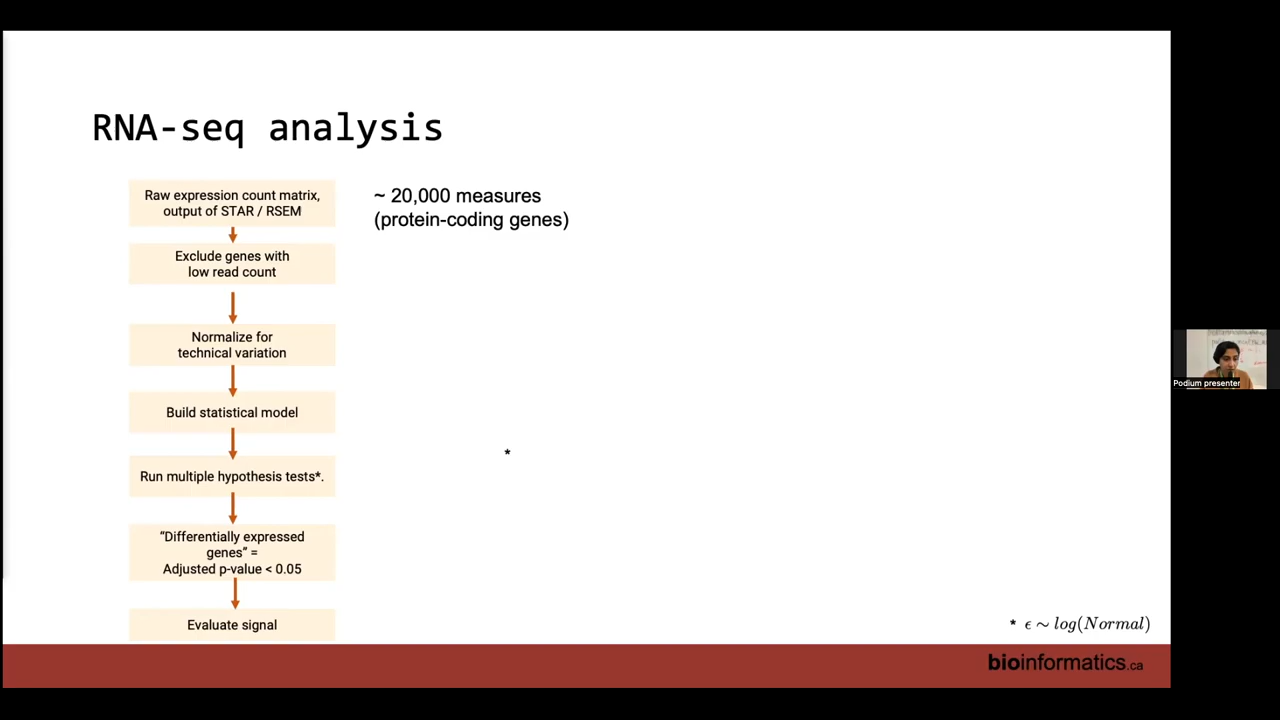 RNA-seq analysis
Raw expression count matrix,
output of STAR / RSEM
~ 20,000 measures
(protein-coding genes)
Exclude genes with
low read count
Normalize for
technical variation
Build statistical model
*
Run multiple hypothesis tests*.
“Differentially expressed
genes” =
Adjusted p-value < 0.05
Evaluate signal
* ϵ ∼ log(Normal)
bioinformatics.ca
Podium presenter